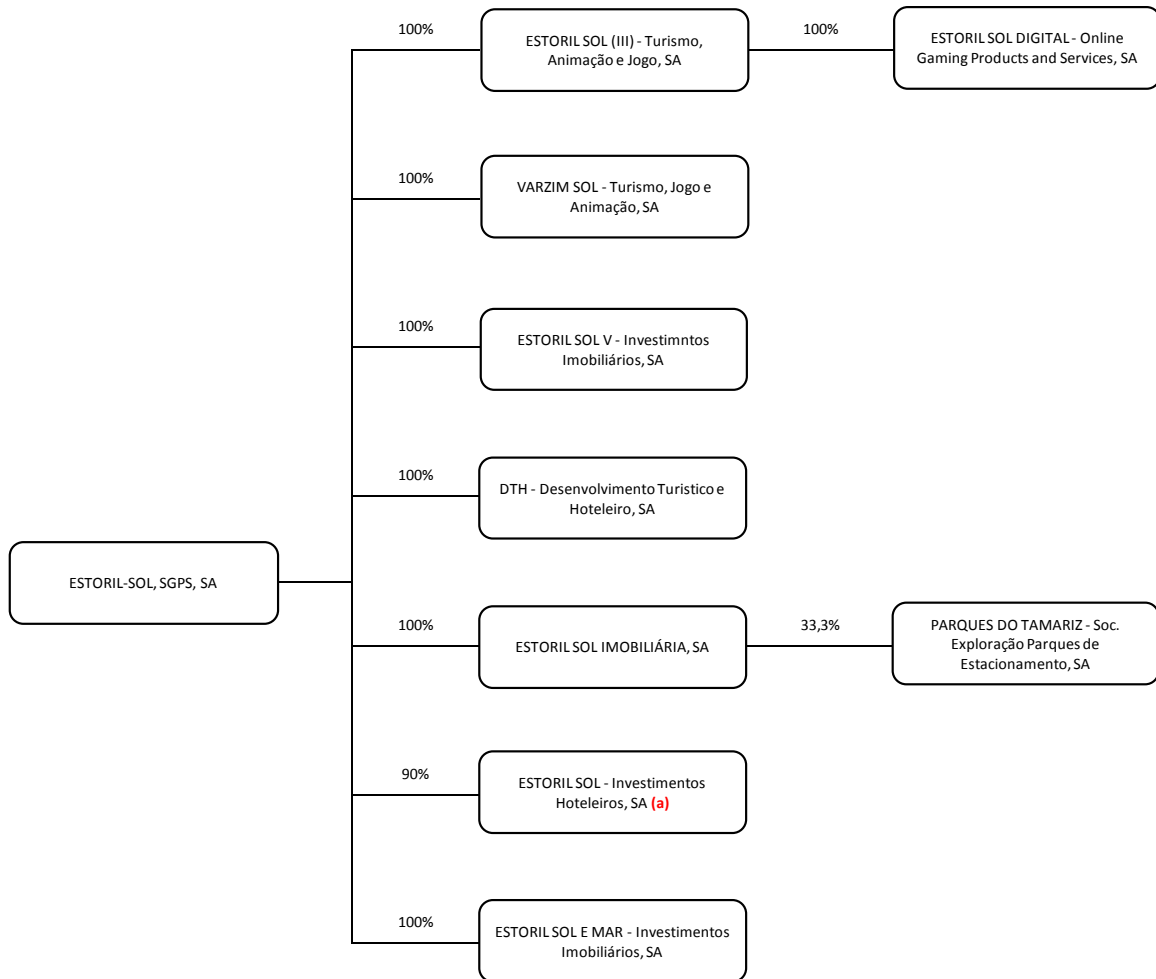 100%
ESTORIL SOL (III) - Turismo,
Animação e Jogo, SA
100%
ESTORIL SOL DIGITAL - Online
Gaming Products and Services, SA
100%
VARZIM SOL - Turismo, Jogo e
Animação, SA
100%
ESTORIL SOL V - Investimntos
Imobiliários, SA
100%
DTH - Desenvolvimento Turistico e
Hoteleiro, SA
ESTORIL-SOL, SGPS, SA
100%
ESTORIL SOL IMOBILIÁRIA, SA
33,3%
PARQUES DO TAMARIZ - Soc.
Exploração Parques de
Estacionamento, SA
90%
ESTORIL SOL - Investimentos
Hoteleiros, SA (a)
100%
ESTORIL SOL E MAR - Investimentos
Imobiliários, SA